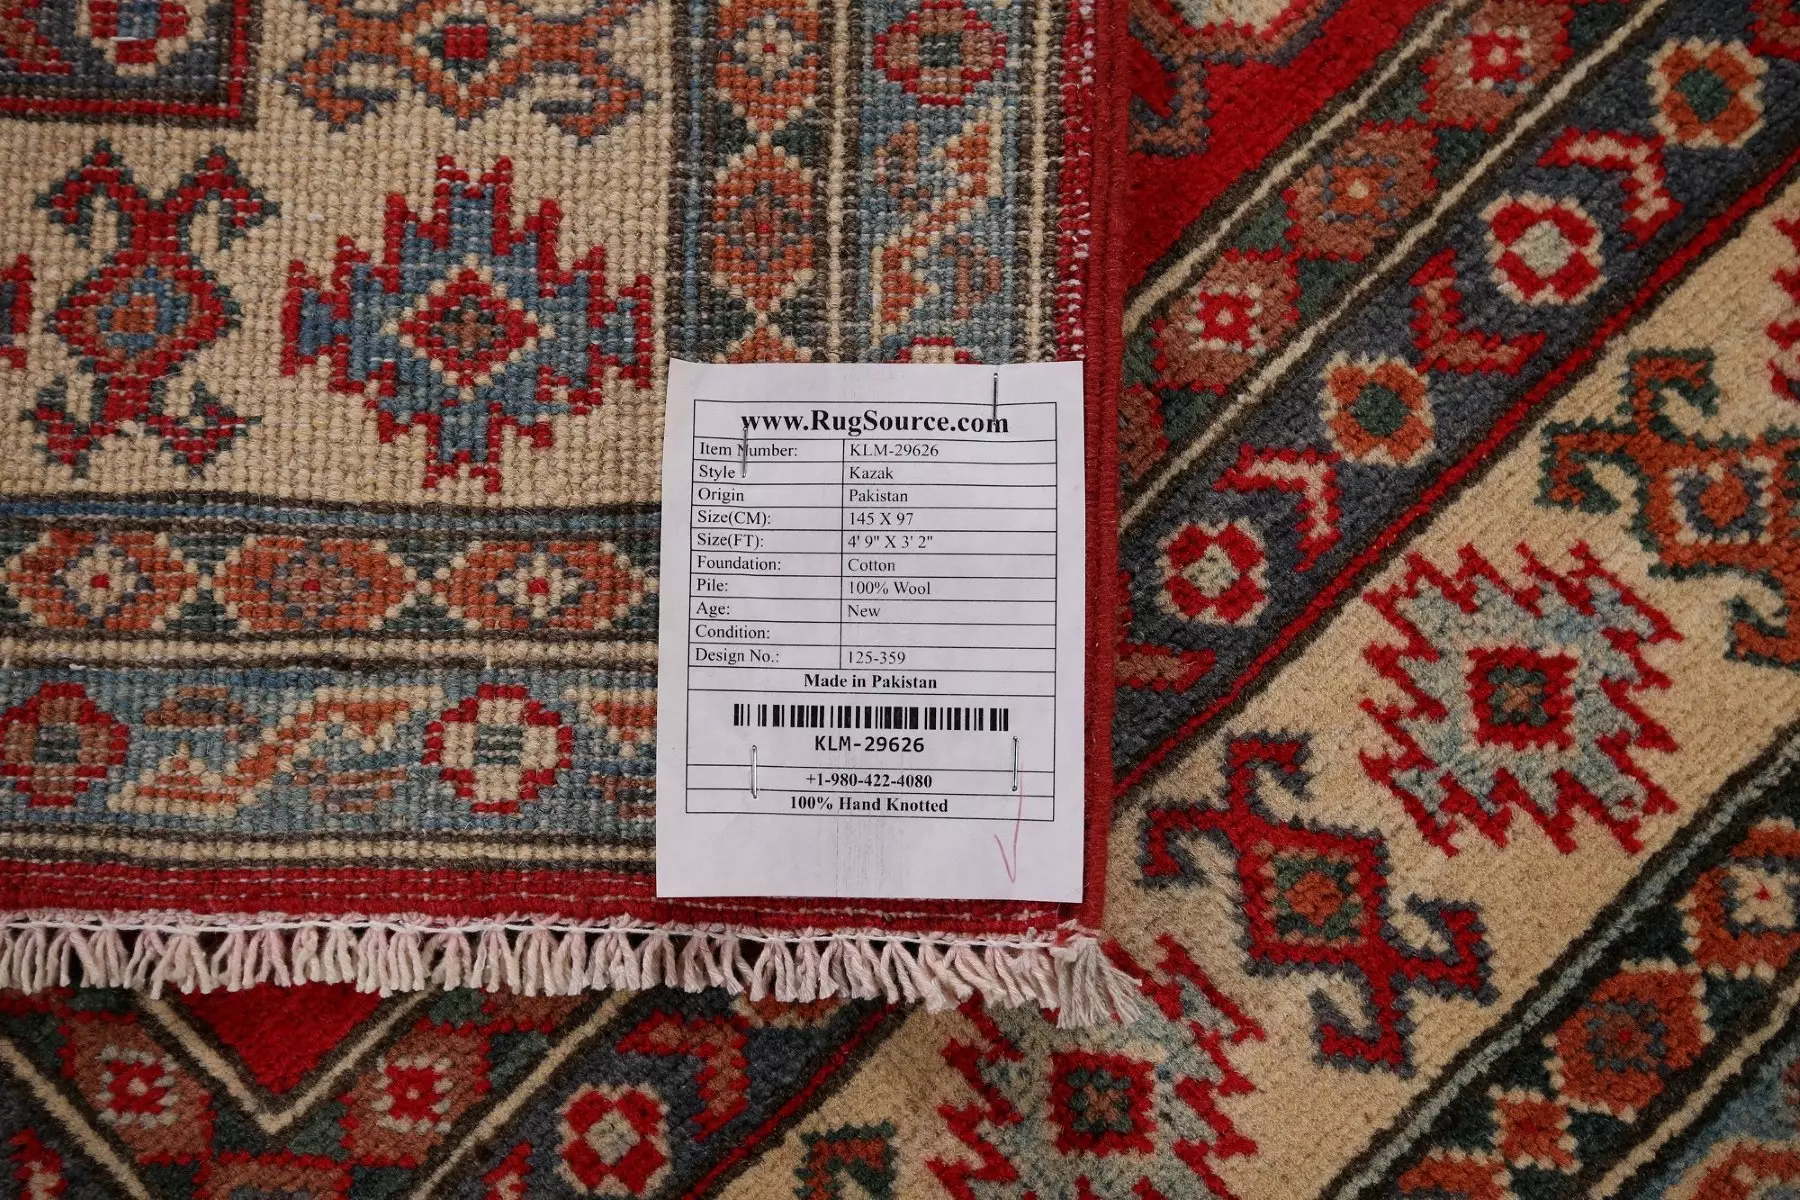 www.RugSource.com
Item Number: KLM-29626
Style Kazak
Origin Pakistan
Size(CM): 145 X 97
Size(FT): 4' 9" X 3' 2"
Foundation: Cotton
Pile: 100% Wool
Age: New
Condition:
Design No.: 125-359
Made in Pakistan
KLM-29626
+1-980-422-4080
100% Hand Knotted